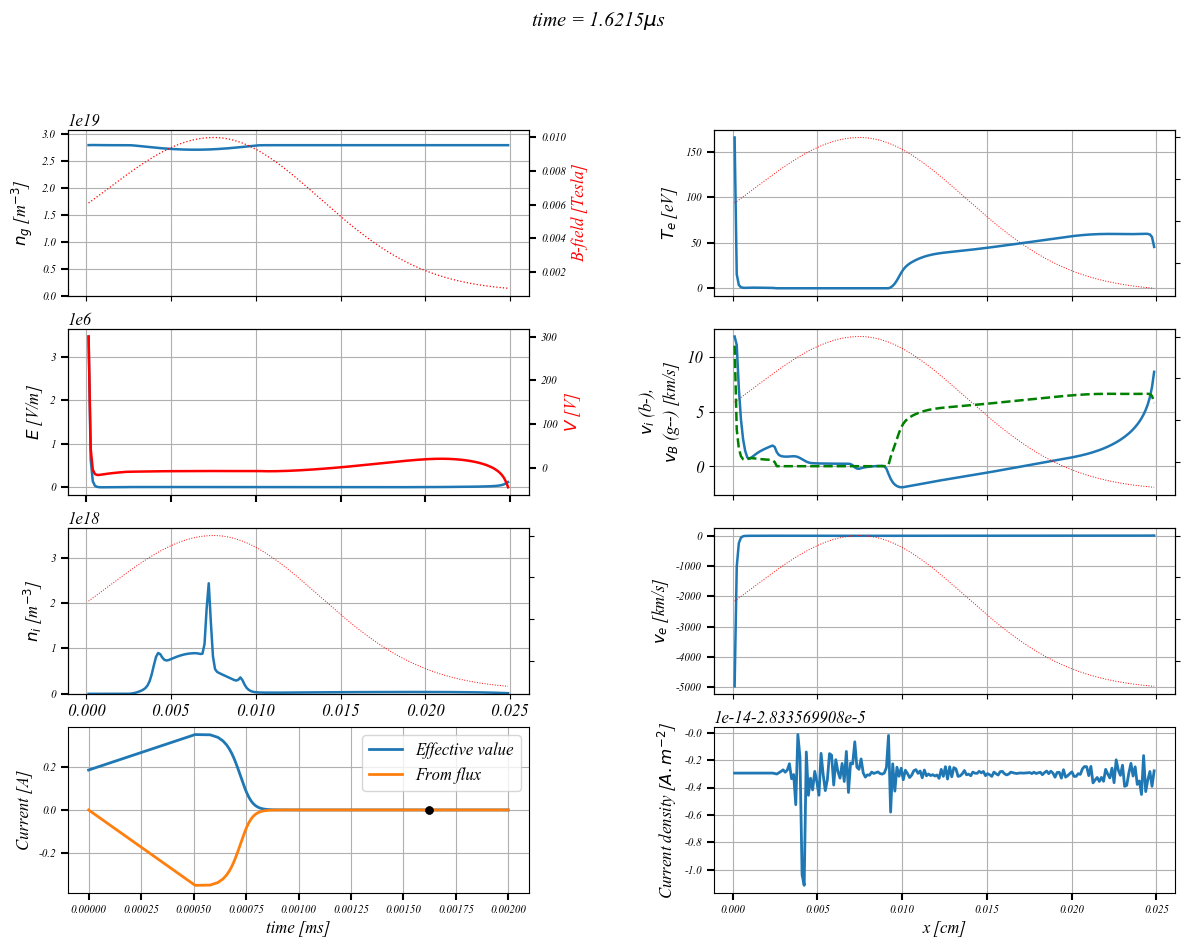 time = 1.6215μs
1e19
n_g [m^-3]
3.0
2.5
2.0
1.5
1.0
0.5
0.0
0.010
0.008
0.006
0.004
0.002
B-field [Tesla]
T_e [eV]
150
100
50
0
1e6
E [V/m]
3
2
1
0
300
200
100
0
V [V]
v_i (b-),
v_B (g--) [km/s]
10
5
0
1e18
n_i [m^-3]
3
2
1
0
0.000 0.005 0.010 0.015 0.020 0.025
v_e [km/s]
0
-1000
-2000
-3000
-4000
-5000
Current [A]
0.2
0.0
-0.2
Effective value
From flux
0.00000 0.00025 0.00050 0.00075 0.00100 0.00125 0.00150 0.00175 0.00200
time [ms]
1e-14-2.833569908e-5
Current density [A.m^-2]
-0.0
-0.2
-0.4
-0.6
-0.8
-1.0
0.000 0.005 0.010 0.015 0.020 0.025
x [cm]